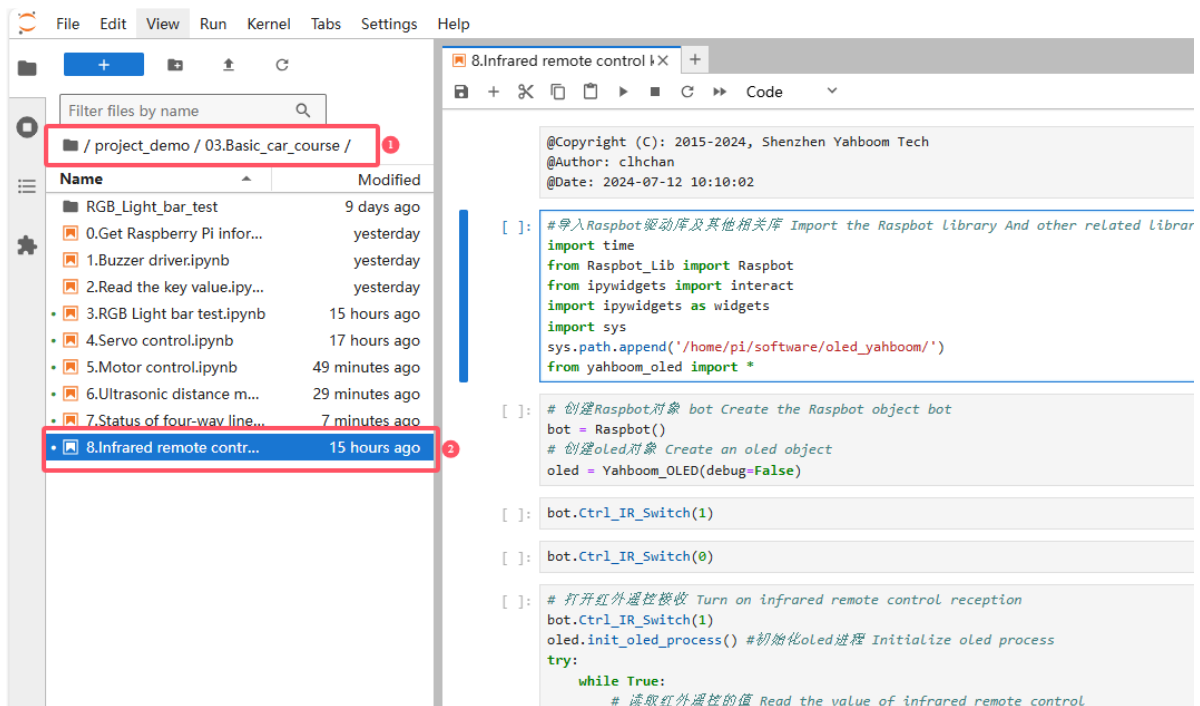 File Edit View Run Kernel Tabs Settings Help
+
Filter files by name
/ project_demo / 03.Basic_car_course /
1
Name Modified
RGB_Light_bar_test 9 days ago
0.Get Raspberry Pi infor... yesterday
1.Buzzer driver.ipynb yesterday
2.Read the key value.ipy... yesterday
3.RGB Light bar test.ipynb 15 hours ago
4.Servo control.ipynb 17 hours ago
5.Motor control.ipynb 49 minutes ago
6.Ultrasonic distance m... 29 minutes ago
7.Status of four-way line... 7 minutes ago
8.Infrared remote contr... 15 hours ago
2
8.Infrared remote control
Code
@Copyright (C): 2015-2024, Shenzhen Yahboom Tech
@Author: clhchan
@Date: 2024-07-12 10:10:02
[ ]: #导入Raspbot驱动库及其他相关库 Import the Raspbot library And other related librar
import time
from Raspbot_Lib import Raspbot
from ipywidgets import interact
import ipywidgets as widgets
import sys
sys.path.append('/home/pi/software/oled_yahboom/')
from yahboom_oled import *
[ ]: # 创建Raspbot对象 bot Create the Raspbot object bot
bot = Raspbot()
# 创建oled对象 Create an oled object
oled = Yahboom_OLED(debug=False)
[ ]: bot.Ctrl_IR_Switch(1)
[ ]: bot.Ctrl_IR_Switch(0)
[ ]: # 打开红外遥控接收 Turn on infrared remote control reception
bot.Ctrl_IR_Switch(1)
oled.init_oled_process() #初始化oled进程 Initialize oled process
try:
while True:
# 读取红外遥控的值 Read the value of infrared remote control